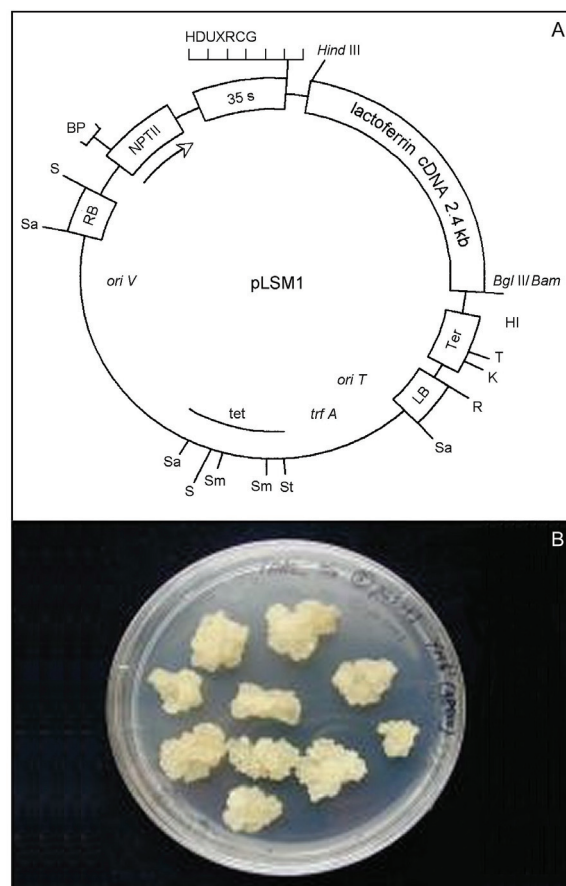 A
HDUXRCG
Hind III
35 s
lactoferrin cDNA 2.4 kb
BP
NPTII
S
Sa
RB
ori V
pLSM1
Bgl II/Bam
HI
Ter
T
K
ori T
LB
R
tet
trf A
Sa
Sa
S
Sm
Sm
St
B